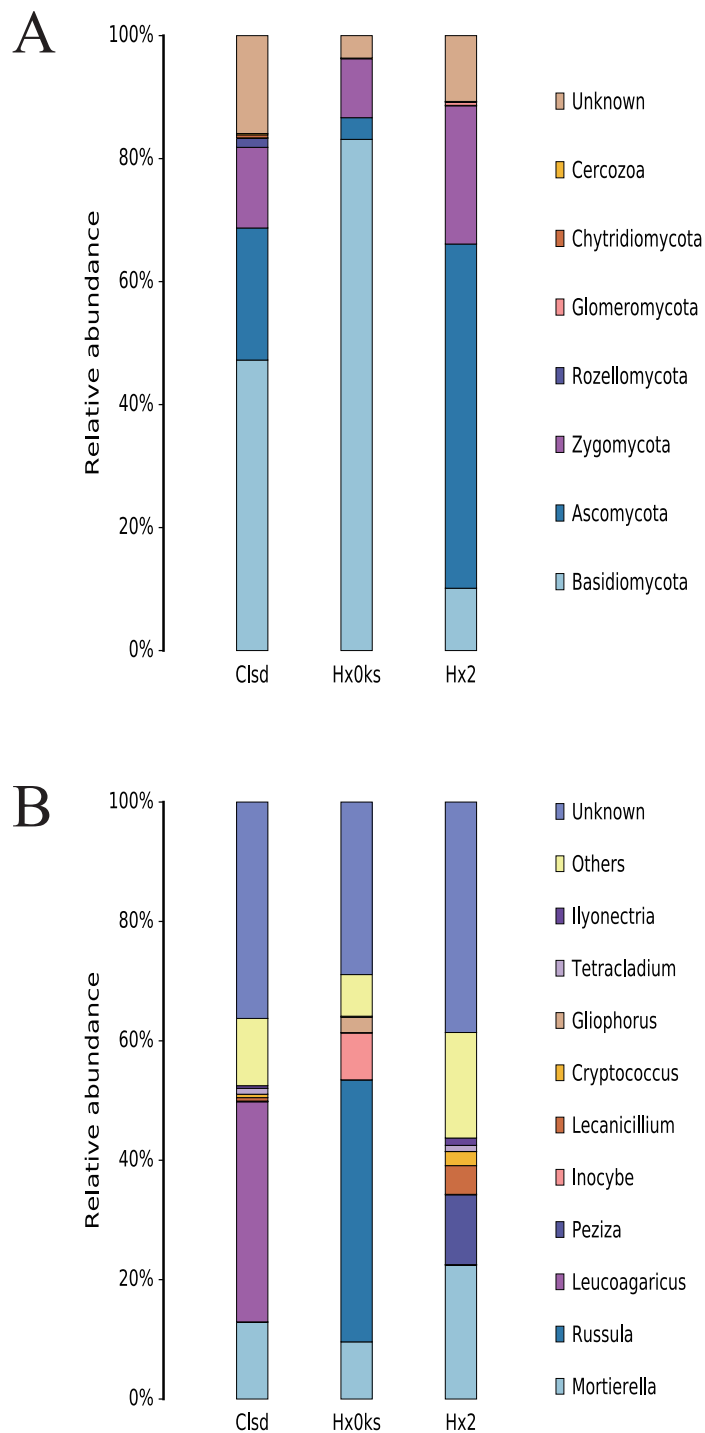 A
100%
80%
60%
40%
20%
0%
Relative abundance
Clsd
Hx0ks
Hx2
Unknown
Cercozoa
Chytridiomycota
Glomeromycota
Rozellomycota
Zygomycota
Ascomycota
Basidiomycota
B
100%
80%
60%
40%
20%
0%
Relative abundance
Clsd
Hx0ks
Hx2
Unknown
Others
Ilyonectria
Tetracladium
Gliophorus
Cryptococcus
Lecanicillium
Inocybe
Peziza
Leucoagaricus
Russula
Mortierella